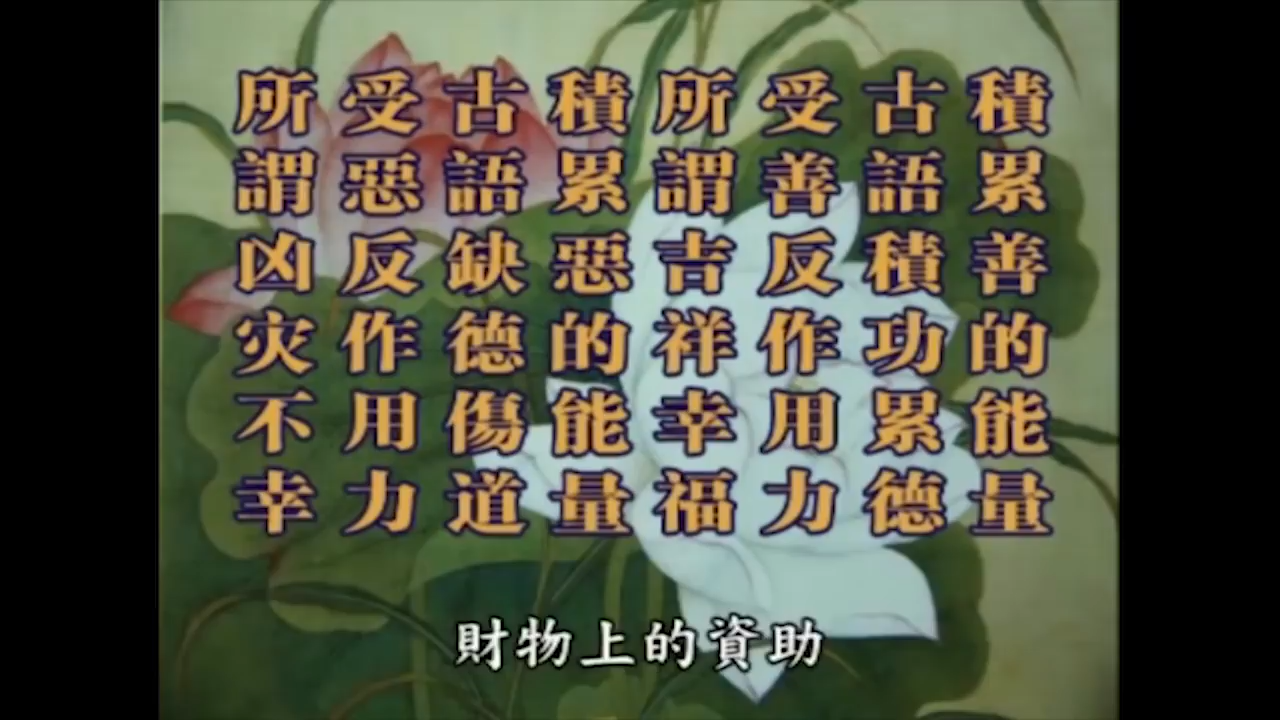 積累善的能量
古語積功累德
受善反作用力
所謂吉祥幸福
積累惡的能量
古語缺德傷道
受惡反作用力
所謂凶灾不幸
財物上的資助